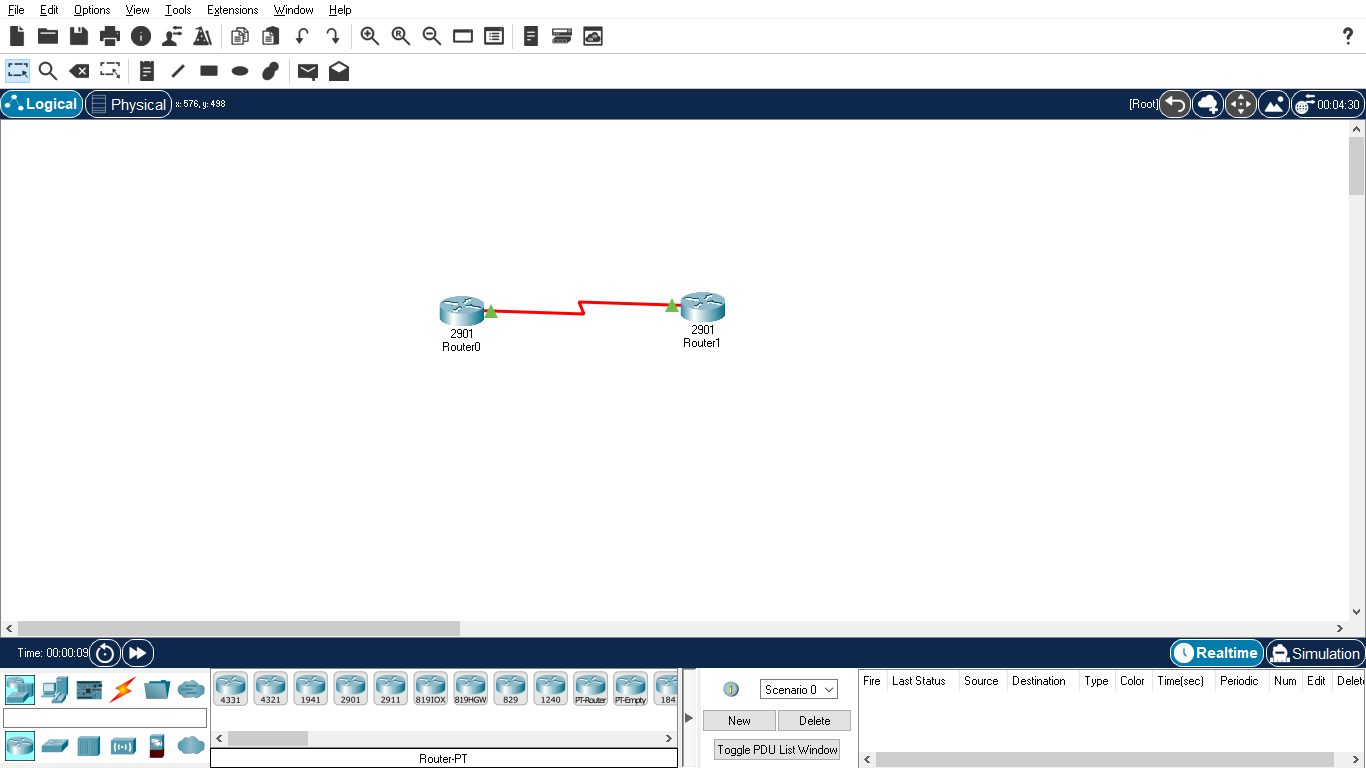 File Edit Options View Tools Extensions Window Help
?
Logical Physical x: 576, y: 498 [Root] 00:04:30
2901
Router0
2901
Router1
Time: 00:00:09 Realtime Simulation
4331 4321 1941 2901 2911 819IOX 819HGW 829 1240 PT-Router PT-Empty 184
Router-PT
Scenario 0
New Delete
Toggle PDU List Window
Fire Last Status Source Destination Type Color Time(sec) Periodic Num Edit Delete